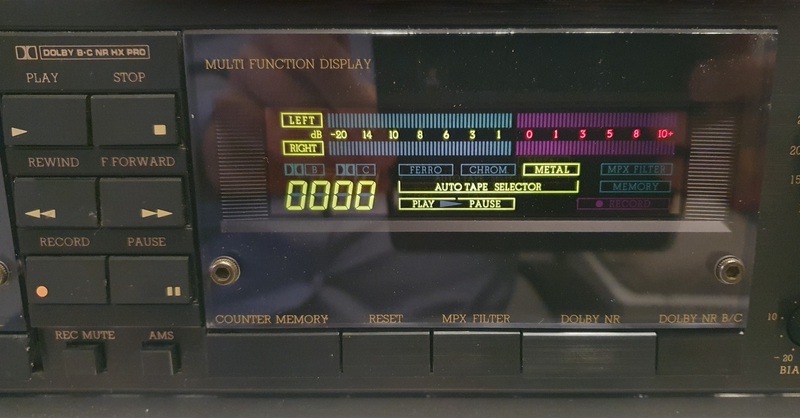 DOLBY B-C NR HX PRO
PLAY STOP
REWIND F FORWARD
RECORD PAUSE
REC MUTE AMS
MULTI FUNCTION DISPLAY
LEFT
dB -20 14 10 8 6 3 1 0 1 3 5 8 10+
RIGHT
B C FERRO CHROM METAL MPX FILTER
AUTO TAPE SELECTOR MEMORY
0000 PLAY PAUSE RECORD
COUNTER MEMORY RESET MPX FILTER DOLBY NR DOLBY NR B/C
10
-20